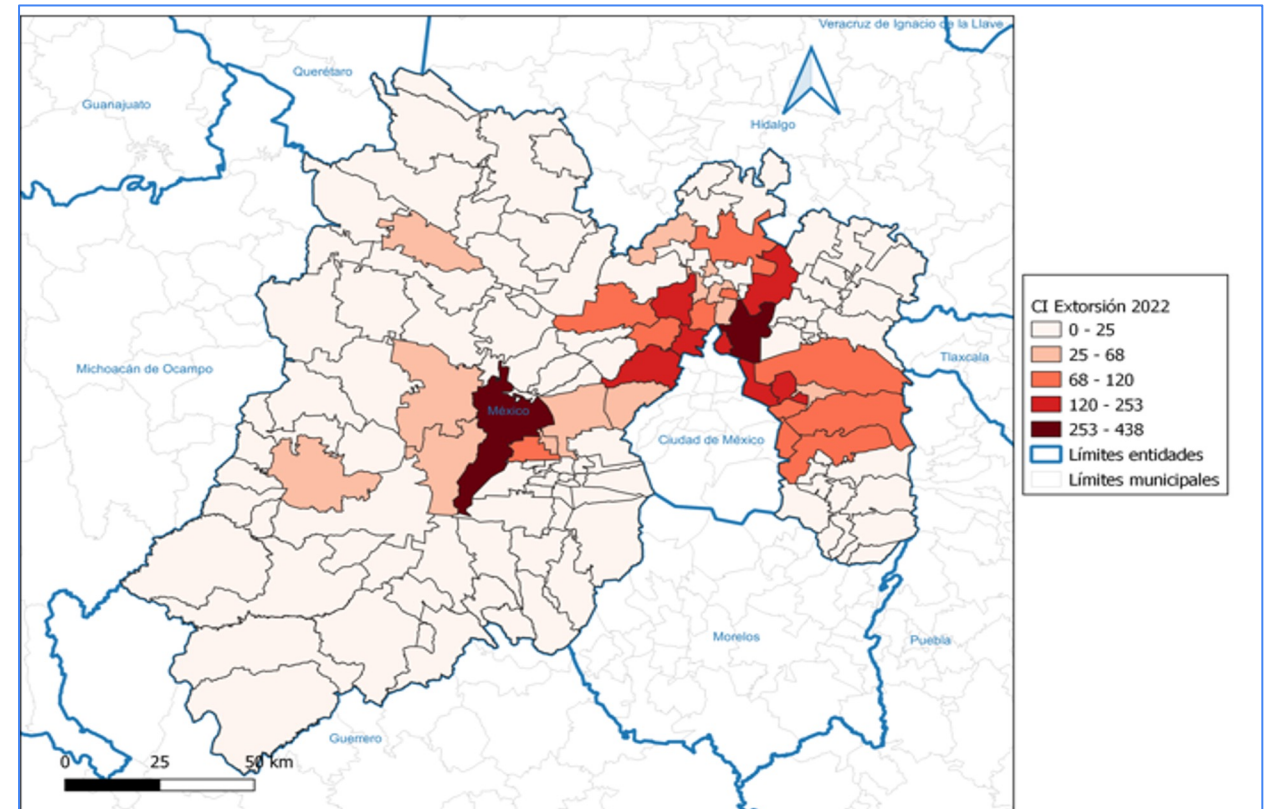 Veracruz de Ignacio de la Llave
Querétaro
Guanajuato
Hidalgo
CI Extorsión 2022
0 - 25
25 - 68
68 - 120
120 - 253
253 - 438
Límites entidades
Límites municipales
Tlaxcala
Michoacán de Ocampo
México
Ciudad de México
Morelos
Puebla
Guerrero
0 25 50 km